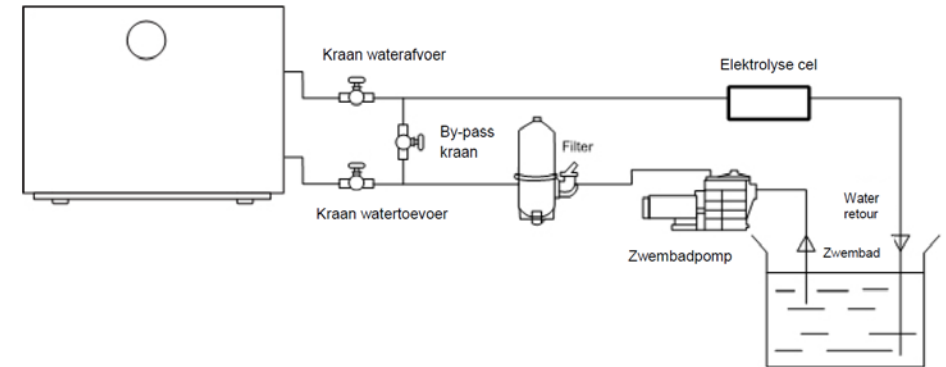 Kraan waterafvoer
Elektrolyse cel
By-pass
kraan
Filter
Kraan watertoevoer
Water
retour
Zwembadpomp
Zwembad